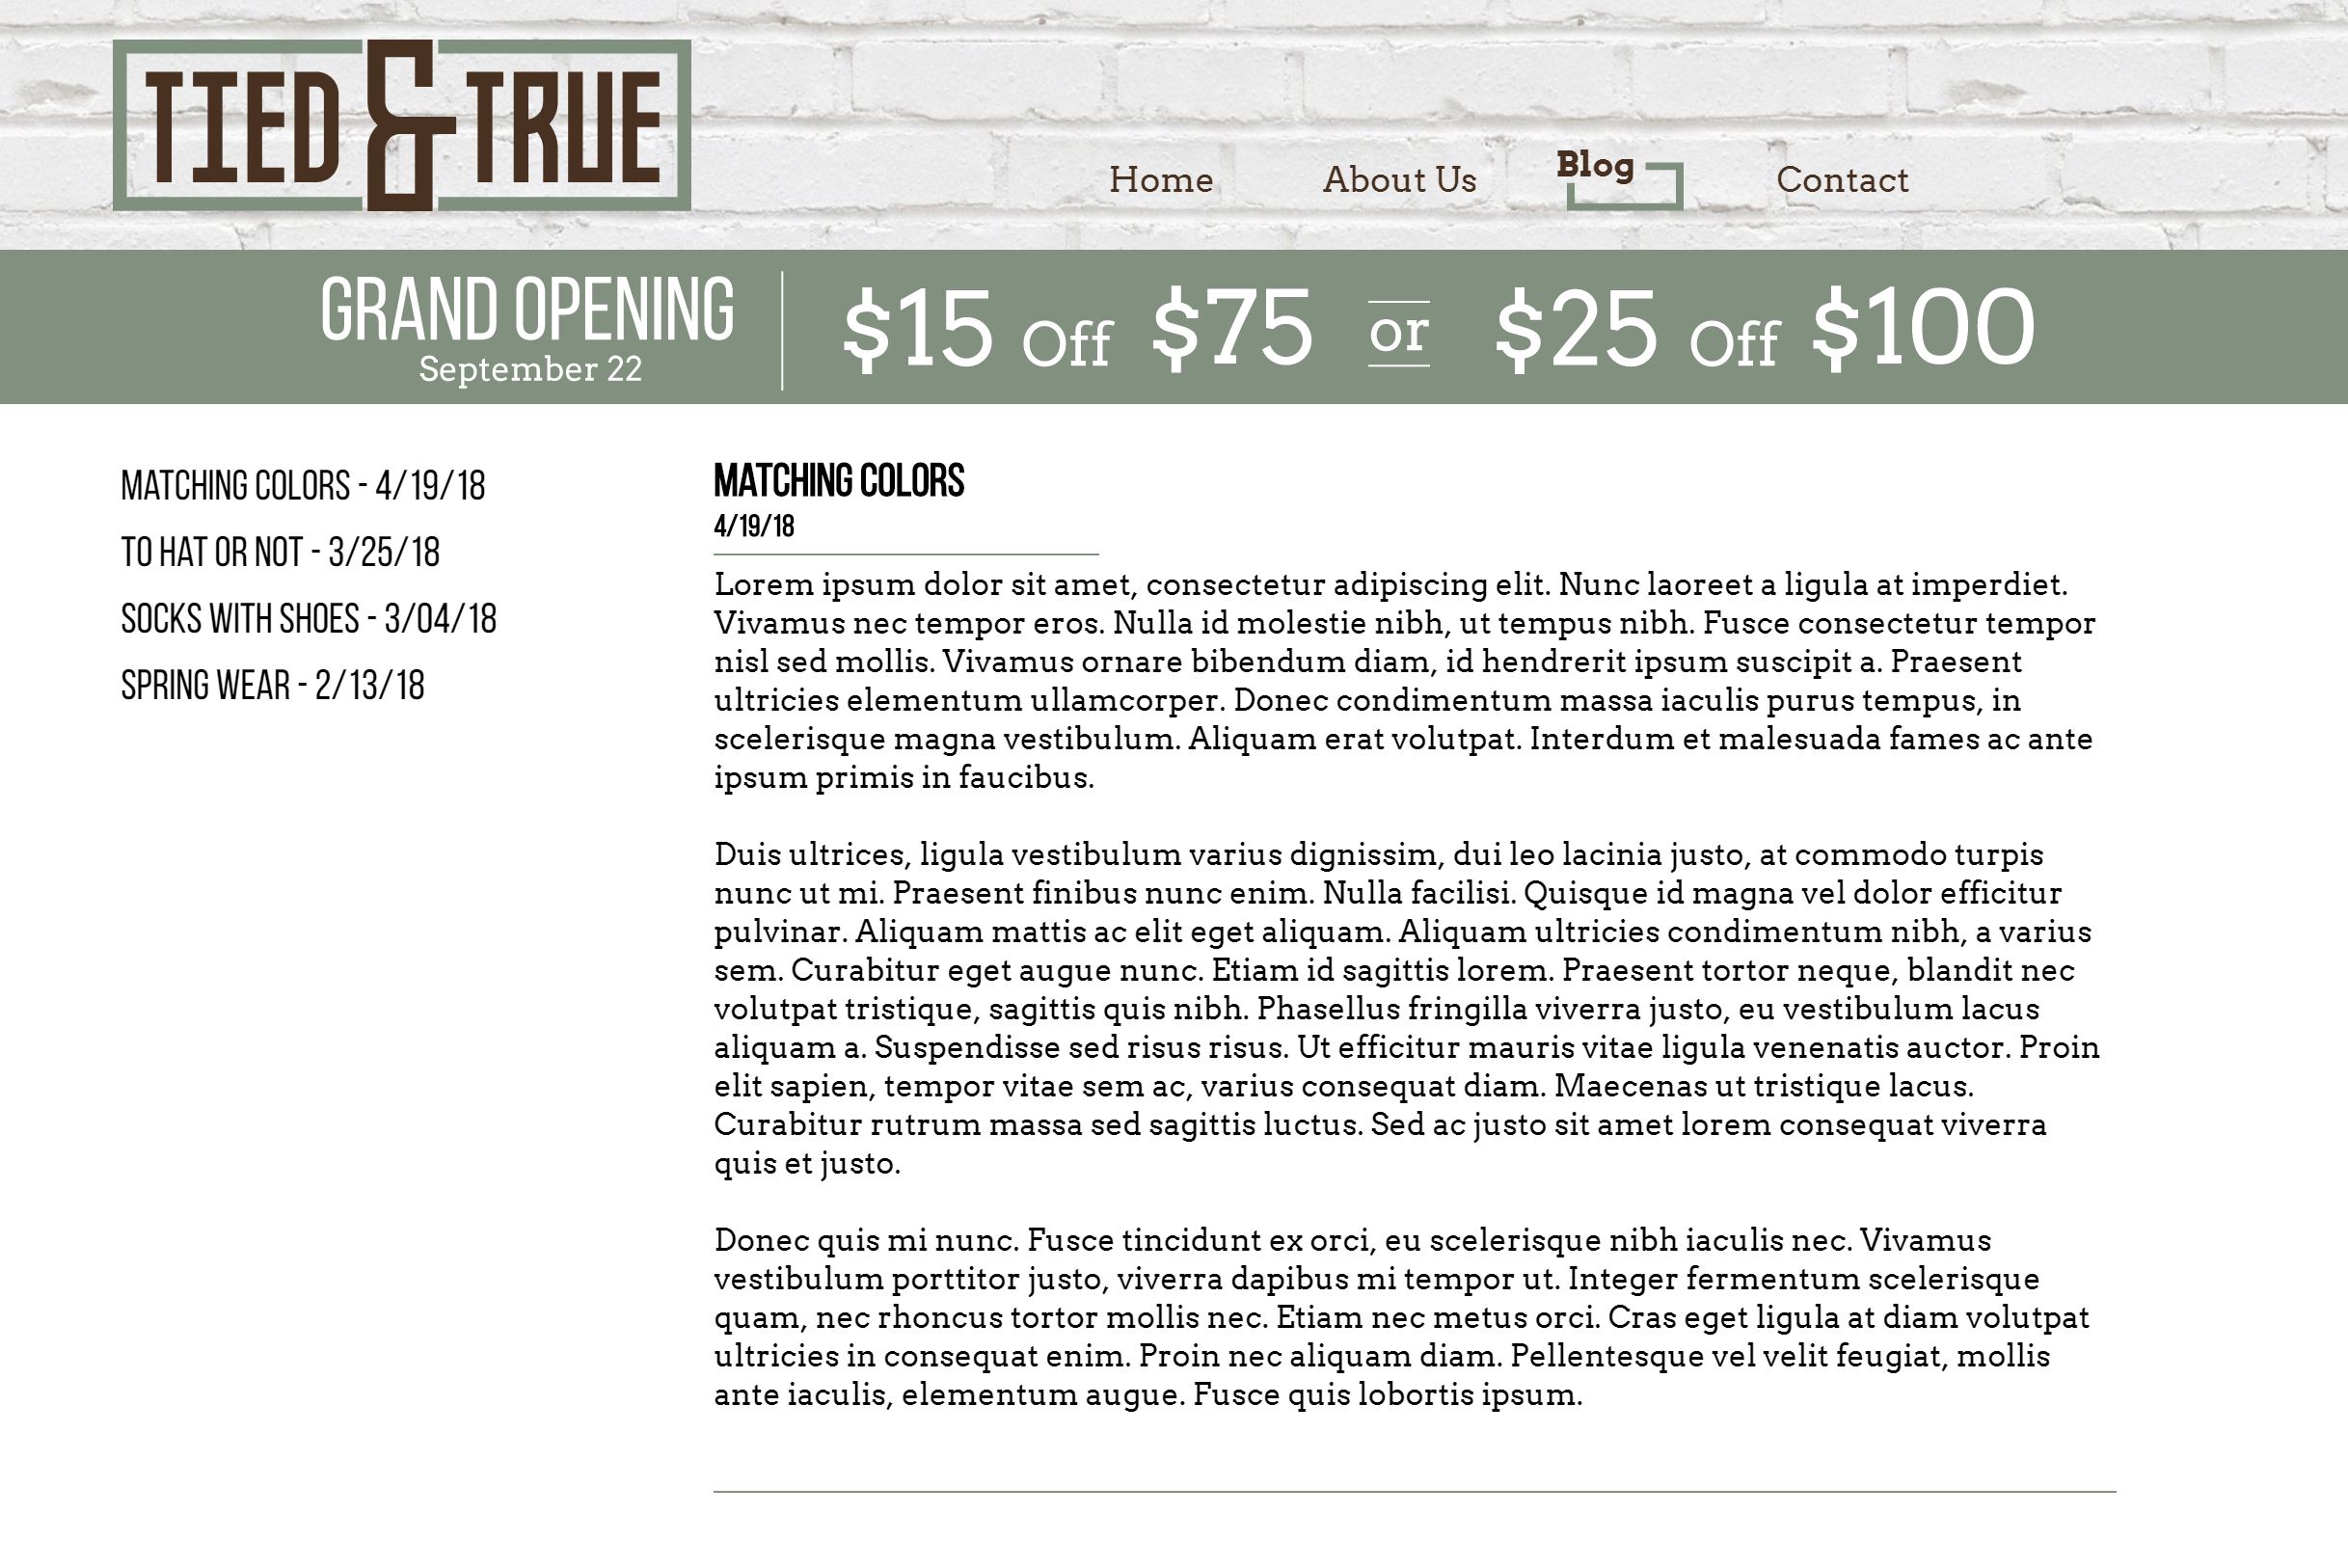 TIED & TRUE
Home About Us Blog Contact
GRAND OPENING
September 22
$15 Off $75 or $25 Off $100
MATCHING COLORS - 4/19/18
TO HAT OR NOT - 3/25/18
SOCKS WITH SHOES - 3/04/18
SPRING WEAR - 2/13/18
MATCHING COLORS
4/19/18
Lorem ipsum dolor sit amet, consectetur adipiscing elit. Nunc laoreet a ligula at imperdiet.
Vivamus nec tempor eros. Nulla id molestie nibh, ut tempus nibh. Fusce consectetur tempor
nisl sed mollis. Vivamus ornare bibendum diam, id hendrerit ipsum suscipit a. Praesent
ultricies elementum ullamcorper. Donec condimentum massa iaculis purus tempus, in
scelerisque magna vestibulum. Aliquam erat volutpat. Interdum et malesuada fames ac ante
ipsum primis in faucibus.
Duis ultrices, ligula vestibulum varius dignissim, dui leo lacinia justo, at commodo turpis
nunc ut mi. Praesent finibus nunc enim. Nulla facilisi. Quisque id magna vel dolor efficitur
pulvinar. Aliquam mattis ac elit eget aliquam. Aliquam ultricies condimentum nibh, a varius
sem. Curabitur eget augue nunc. Etiam id sagittis lorem. Praesent tortor neque, blandit nec
volutpat tristique, sagittis quis nibh. Phasellus fringilla viverra justo, eu vestibulum lacus
aliquam a. Suspendisse sed risus risus. Ut efficitur mauris vitae ligula venenatis auctor. Proin
elit sapien, tempor vitae sem ac, varius consequat diam. Maecenas ut tristique lacus.
Curabitur rutrum massa sed sagittis luctus. Sed ac justo sit amet lorem consequat viverra
quis et justo.
Donec quis mi nunc. Fusce tincidunt ex orci, eu scelerisque nibh iaculis nec. Vivamus
vestibulum porttitor justo, viverra dapibus mi tempor ut. Integer fermentum scelerisque
quam, nec rhoncus tortor mollis nec. Etiam nec metus orci. Cras eget ligula at diam volutpat
ultricies in consequat enim. Proin nec aliquam diam. Pellentesque vel velit feugiat, mollis
ante iaculis, elementum augue. Fusce quis lobortis ipsum.